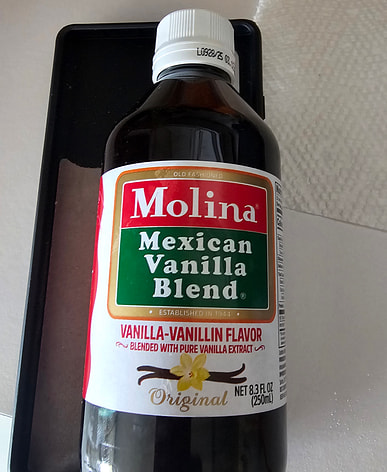 OLD FASHIONED
Molina®
Mexican
Vanilla
Blend®
• ESTABLISHED IN 1944 •
VANILLA-VANILLIN FLAVOR
BLENDED WITH PURE VANILLA EXTRACT
Original
NET 8.3 FL OZ
(250mL)